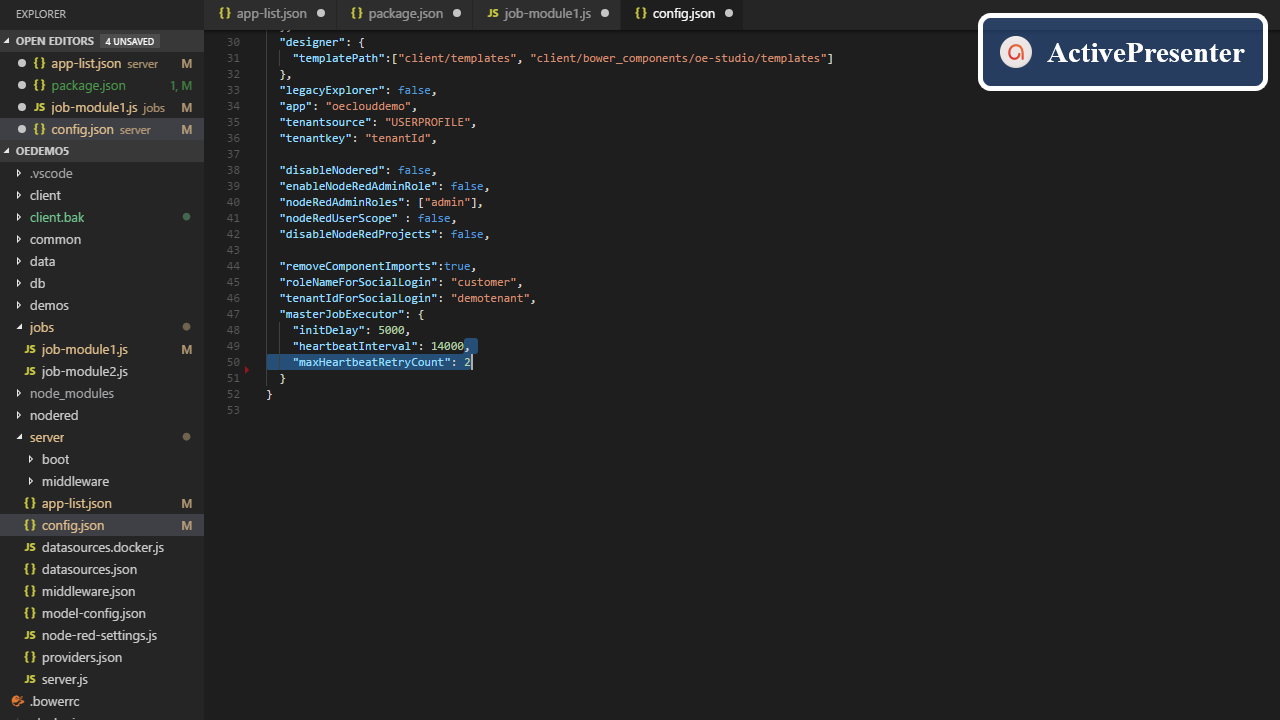 EXPLORER
OPEN EDITORS 4 UNSAVED
{} app-list.json server M
{} package.json 1, M
JS job-module1.js jobs M
{} config.json server M
OEDEMO5
.vscode
client
client.bak
common
data
db
demos
jobs
JS job-module1.js M
JS job-module2.js
node_modules
nodered
server
boot
middleware
{} app-list.json M
{} config.json M
JS datasources.docker.js
{} datasources.json
{} middleware.json
{} model-config.json
JS node-red-settings.js
{} providers.json
JS server.js
.bowerrc
{} app-list.json
{} package.json
JS job-module1.js
{} config.json
ActivePresenter
30 "designer": {
31 "templatePath":["client/templates", "client/bower_components/oe-studio/templates"]
32 },
33 "legacyExplorer": false,
34 "app": "oeclouddemo",
35 "tenantsource": "USERPROFILE",
36 "tenantkey": "tenantId",
37
38 "disableNodered": false,
39 "enableNodeRedAdminRole": false,
40 "nodeRedAdminRoles": ["admin"],
41 "nodeRedUserScope" : false,
42 "disableNodeRedProjects": false,
43
44 "removeComponentImports":true,
45 "roleNameForSocialLogin": "customer",
46 "tenantIdForSocialLogin": "demotenant",
47 "masterJobExecutor": {
48 "initDelay": 5000,
49 "heartbeatInterval": 14000,
50 "maxHeartbeatRetryCount": 2
51 }
52 }
53